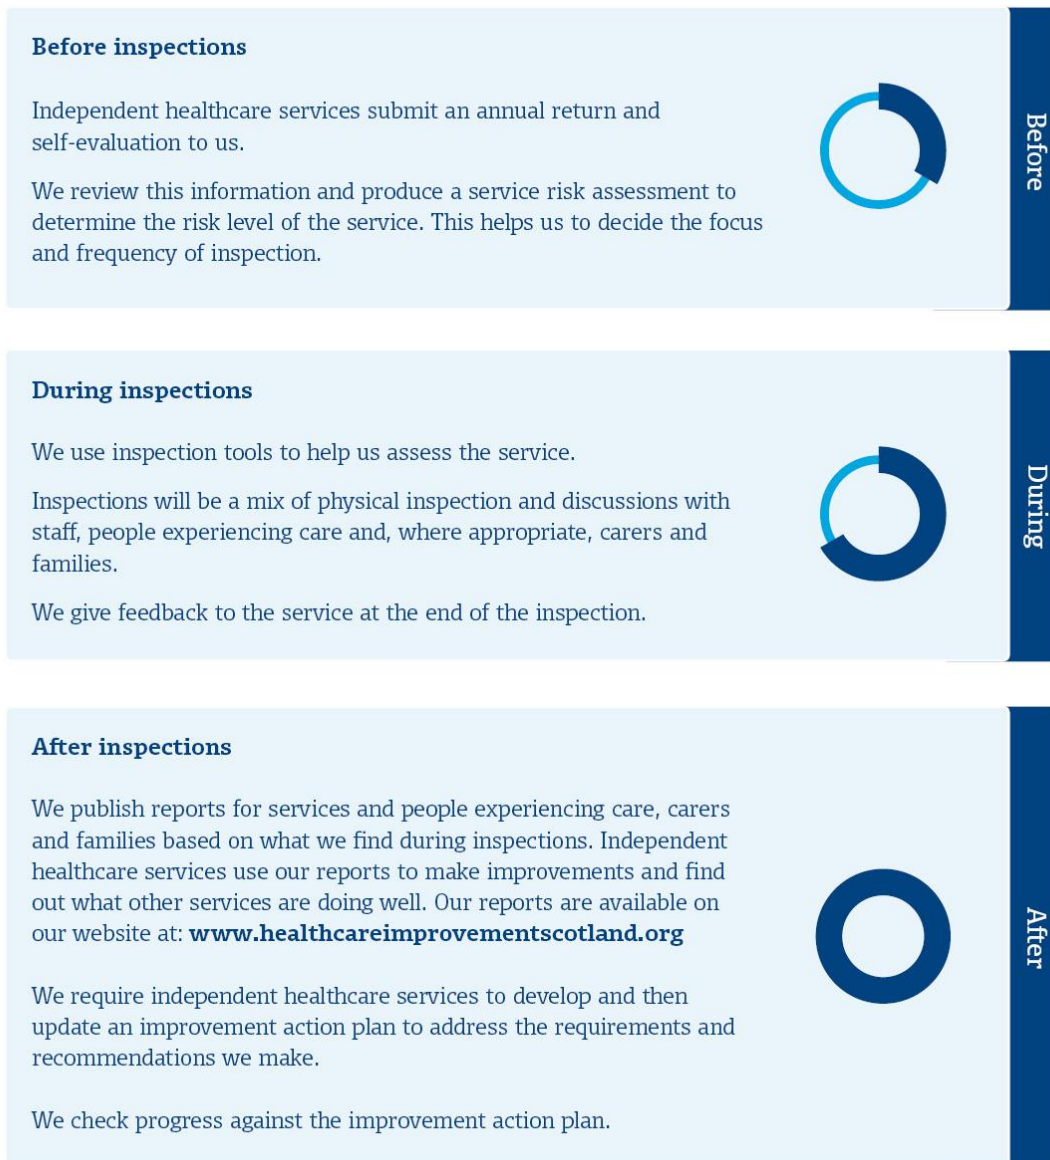 Before inspections
Independent healthcare services submit an annual return and
self-evaluation to us.
We review this information and produce a service risk assessment to
determine the risk level of the service. This helps us to decide the focus
and frequency of inspection.
Before
During inspections
We use inspection tools to help us assess the service.
Inspections will be a mix of physical inspection and discussions with
staff, people experiencing care and, where appropriate, carers and
families.
We give feedback to the service at the end of the inspection.
During
After inspections
We publish reports for services and people experiencing care, carers
and families based on what we find during inspections. Independent
healthcare services use our reports to make improvements and find
out what other services are doing well. Our reports are available on
our website at: www.healthcareimprovementscotland.org
We require independent healthcare services to develop and then
update an improvement action plan to address the requirements and
recommendations we make.
We check progress against the improvement action plan.
After